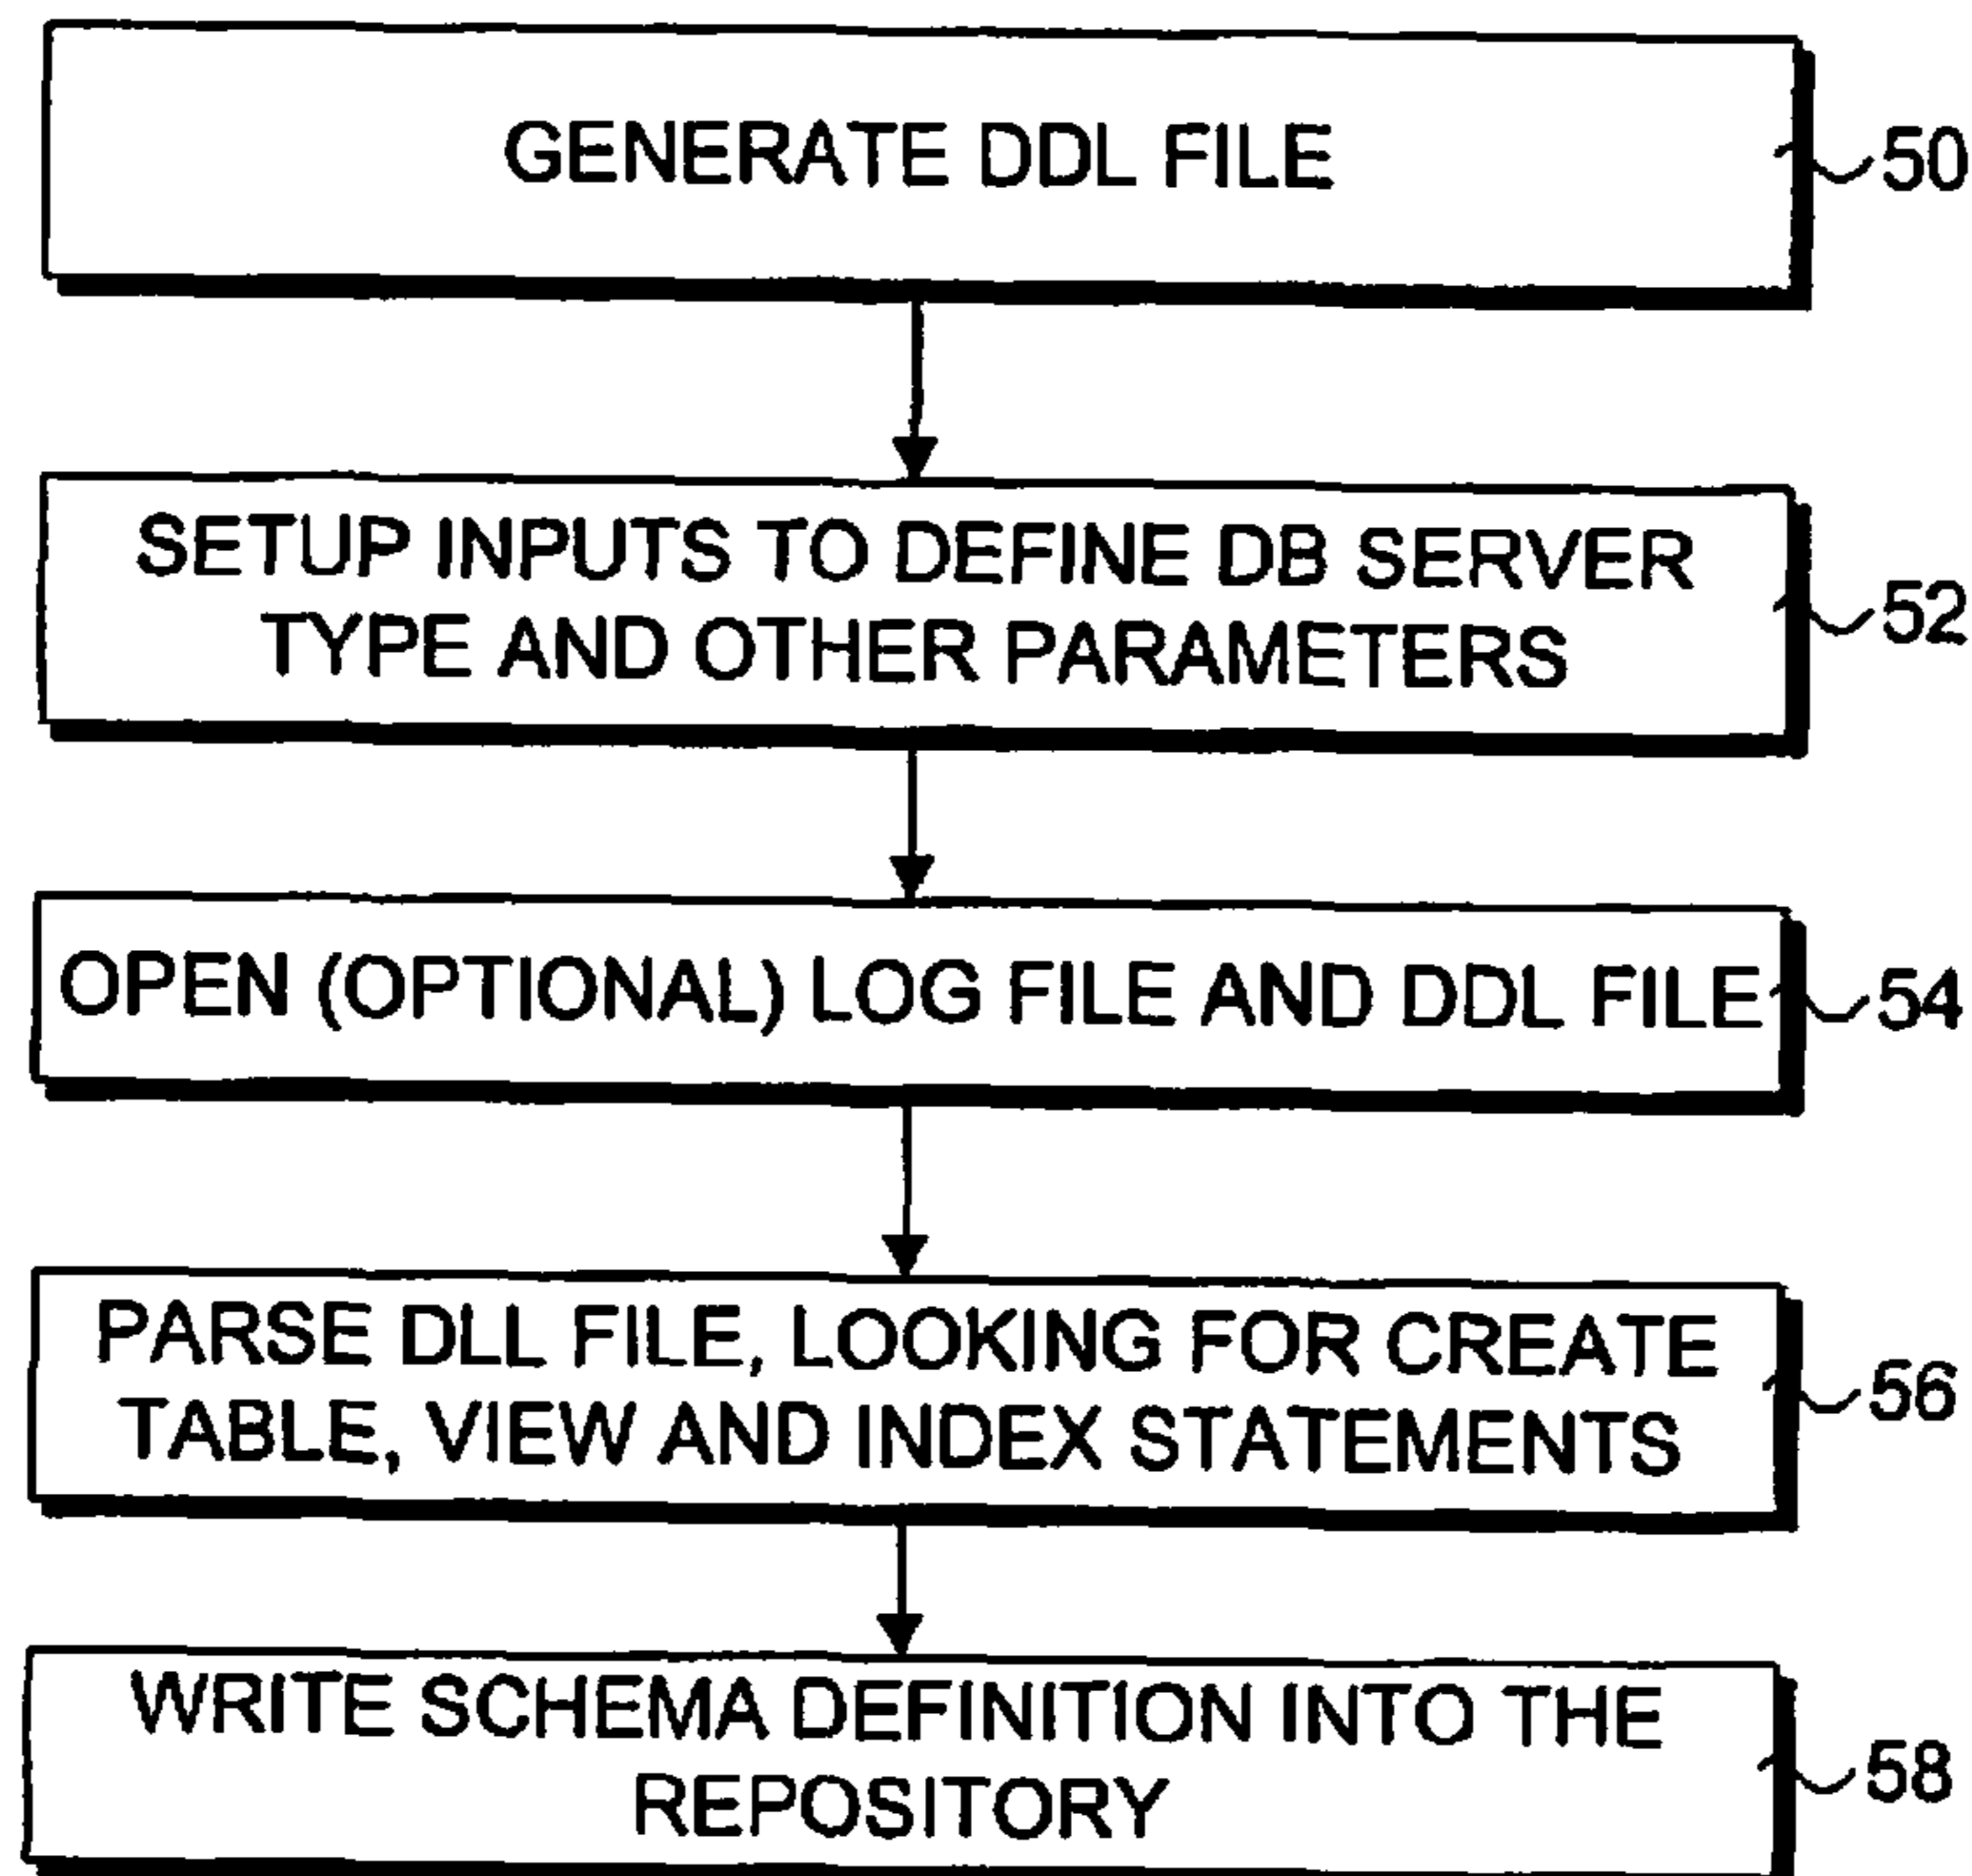 GENERATE DDL FILE
50
SETUP INPUTS TO DEFINE DB SERVER
TYPE AND OTHER PARAMETERS
52
OPEN (OPTIONAL) LOG FILE AND DDL FILE
54
PARSE DLL FILE, LOOKING FOR CREATE
TABLE, VIEW AND INDEX STATEMENTS
56
WRITE SCHEMA DEFINITION INTO THE
REPOSITORY
58